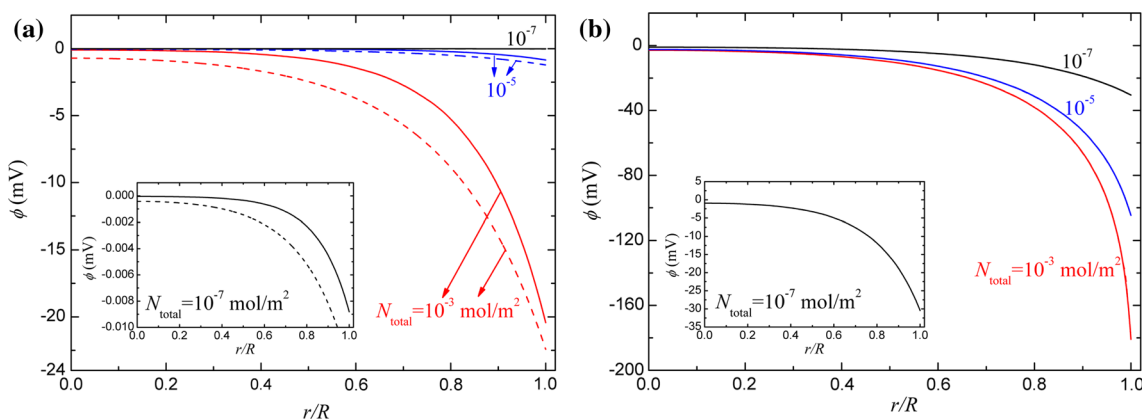 (a)
0
-5
-10
-15
-20
-24
ϕ (mV)
0.0 0.2 0.4 0.6 0.8 1.0
r/R
10⁻⁷
10⁻⁵
N_total=10⁻³ mol/m²
0.000
-0.002
-0.004
-0.006
-0.008
-0.010
ϕ (mV)
N_total=10⁻⁷ mol/m²
0.0 0.2 0.4 0.6 0.8 1.0
r/R
(b)
0
-40
-80
-120
-160
-200
ϕ (mV)
0.0 0.2 0.4 0.6 0.8 1.0
r/R
10⁻⁷
10⁻⁵
N_total=10⁻³ mol/m²
5
0
-5
-10
-15
-20
-25
-30
-35
ϕ (mV)
N_total=10⁻⁷ mol/m²
0.0 0.2 0.4 0.6 0.8 1.0
r/R